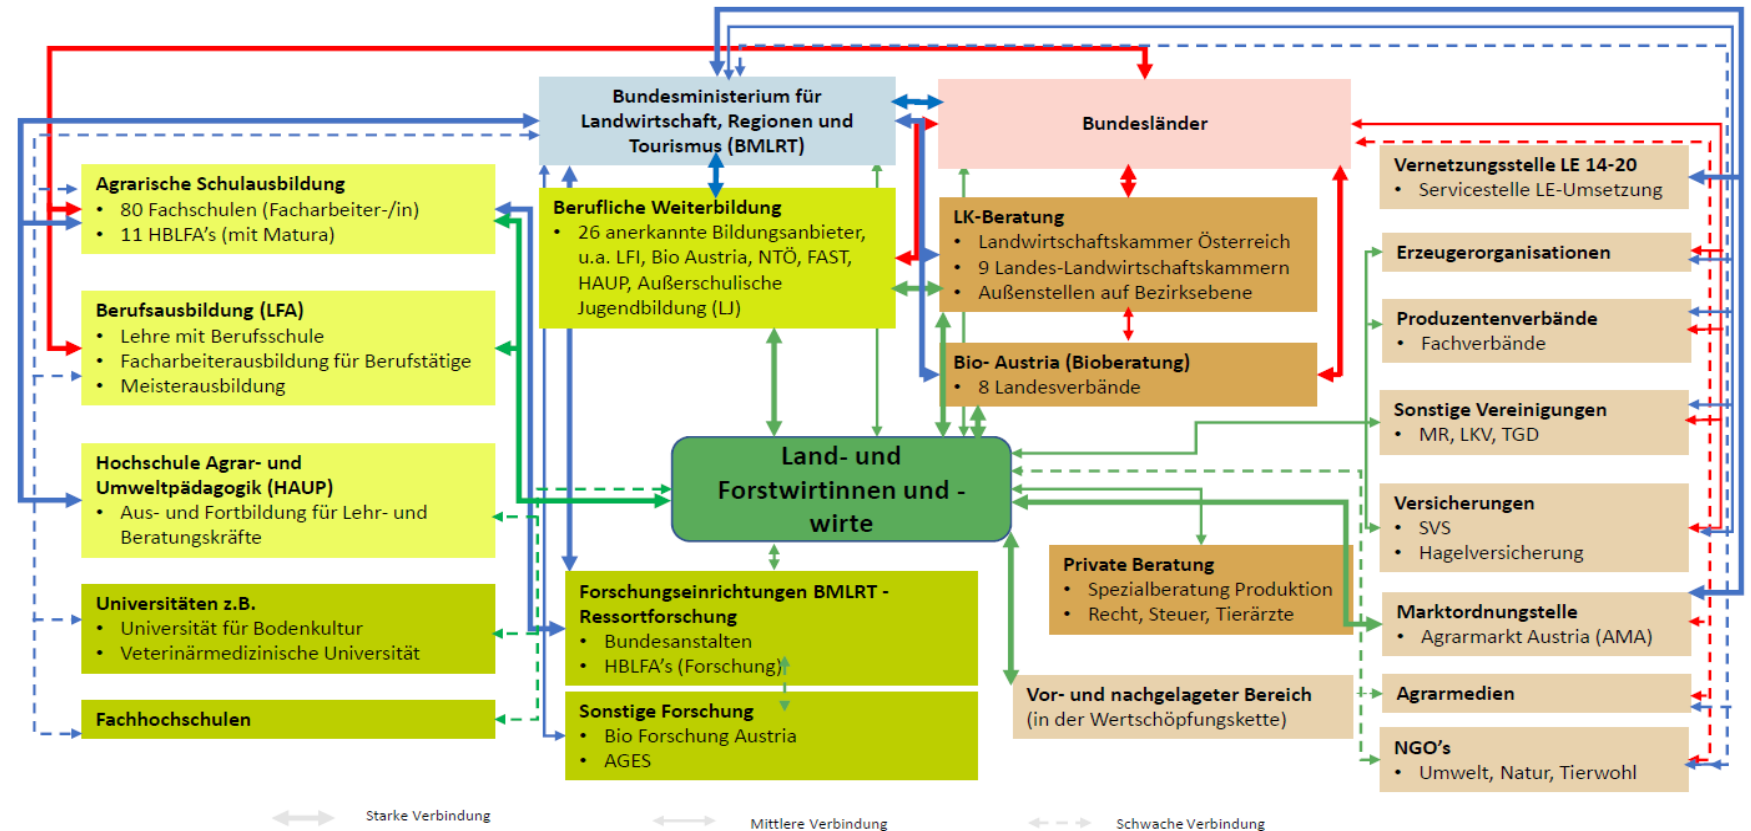 Bundesministerium für
Landwirtschaft, Regionen und
Tourismus (BMLRT)
Bundesländer
Agrarische Schulausbildung
• 80 Fachschulen (Facharbeiter-/in)
• 11 HBLFA's (mit Matura)
Berufliche Weiterbildung
• 26 anerkannte Bildungsanbieter,
u.a. LFI, Bio Austria, NTÖ, FAST,
HAUP, Außerschulische
Jugendbildung (LJ)
LK-Beratung
• Landwirtschaftskammer Österreich
• 9 Landes-Landwirtschaftskammern
• Außenstellen auf Bezirksebene
Vernetzungsstelle LE 14-20
• Servicestelle LE-Umsetzung
Erzeugerorganisationen
Berufsausbildung (LFA)
• Lehre mit Berufsschule
• Facharbeiterausbildung für Berufstätige
• Meisterausbildung
Bio- Austria (Bioberatung)
• 8 Landesverbände
Produzentenverbände
• Fachverbände
Sonstige Vereinigungen
• MR, LKV, TGD
Hochschule Agrar- und
Umweltpädagogik (HAUP)
• Aus- und Fortbildung für Lehr- und
Beratungskräfte
Land- und
Forstwirtinnen und -
wirte
Versicherungen
• SVS
• Hagelversicherung
Private Beratung
• Spezialberatung Produktion
• Recht, Steuer, Tierärzte
Universitäten z.B.
• Universität für Bodenkultur
• Veterinärmedizinische Universität
Forschungseinrichtungen BMLRT -
Ressortforschung
• Bundesanstalten
• HBLFA's (Forschung)
Marktordnungstelle
• Agrarmarkt Austria (AMA)
Fachhochschulen
Sonstige Forschung
• Bio Forschung Austria
• AGES
Vor- und nachgelageter Bereich
(in der Wertschöpfungskette)
Agrarmedien
NGO's
• Umwelt, Natur, Tierwohl
Starke Verbindung
Mittlere Verbindung
Schwache Verbindung